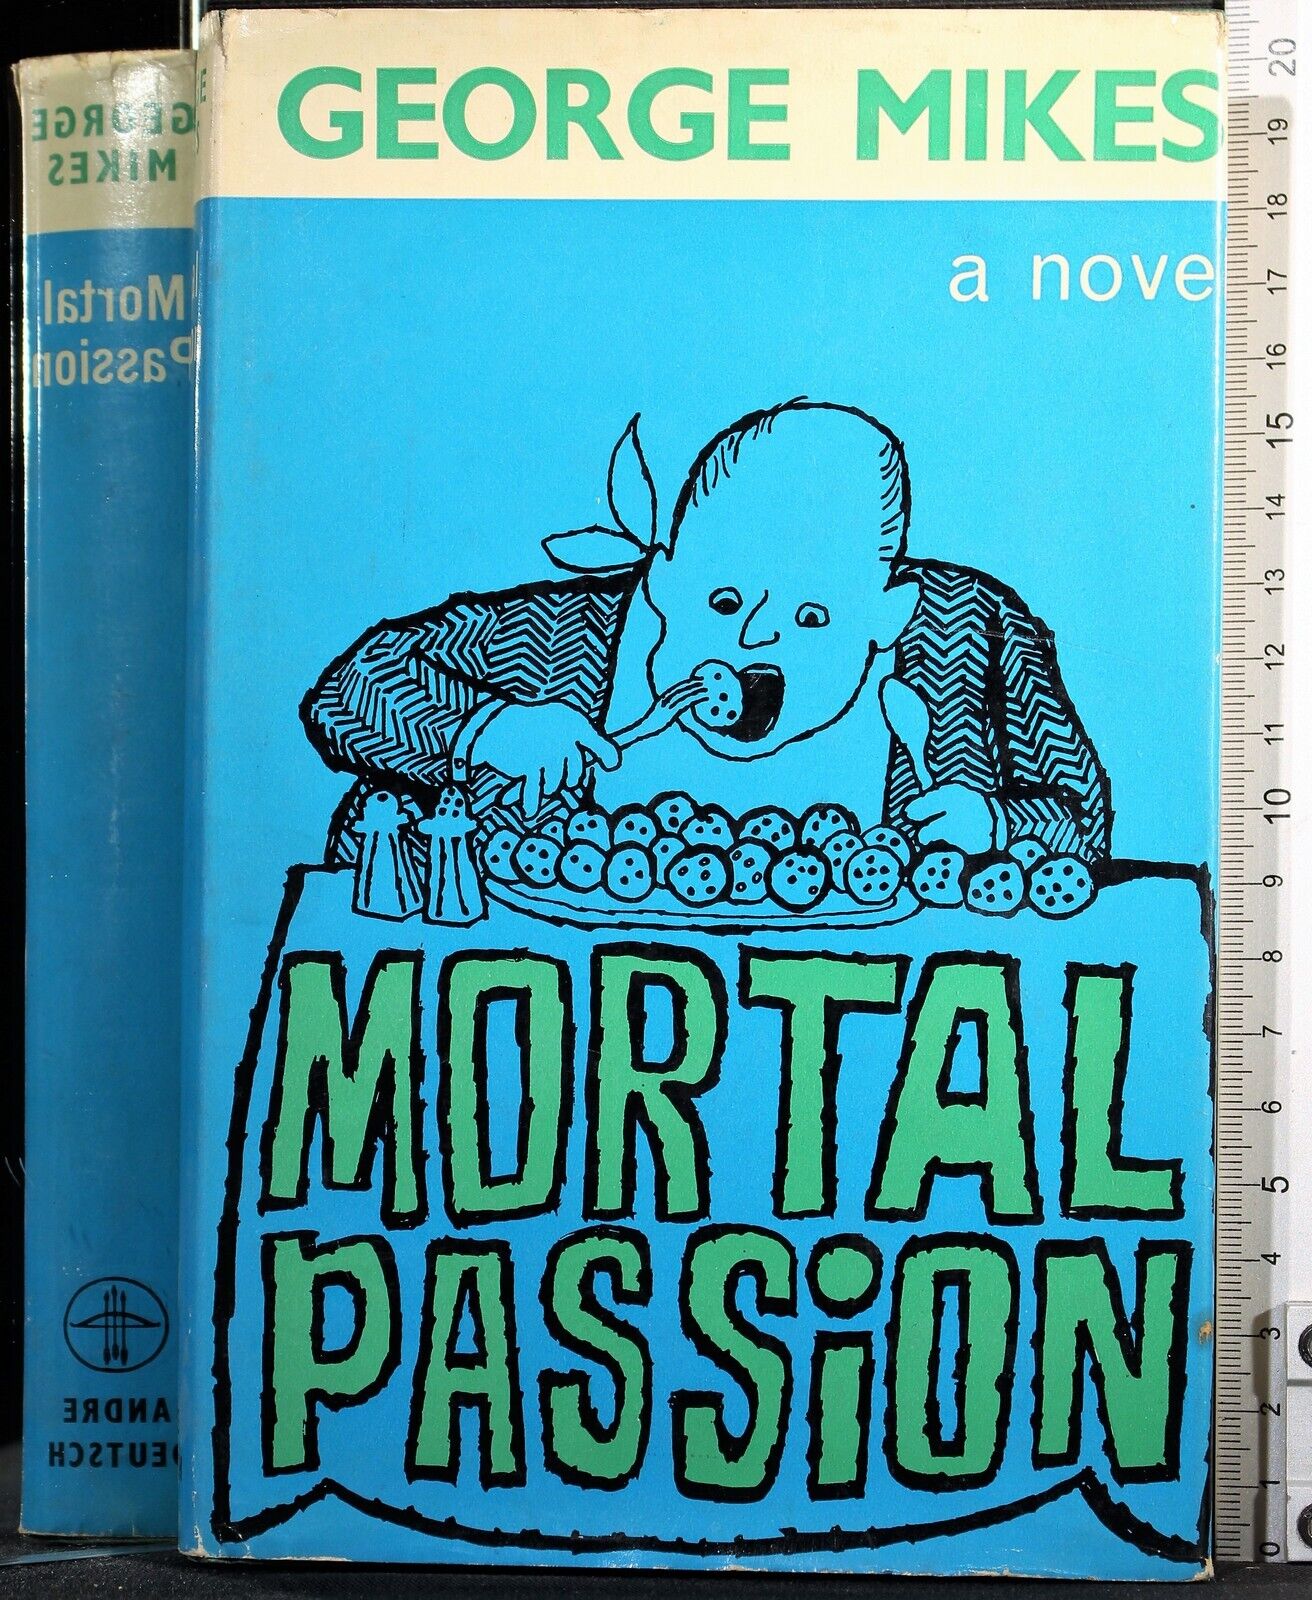 GEORGE MIKES
a nove
MORTAL
PASSiON
GEORGE
MIKES
Mortal
Passion
ANDRE
DEUTSCH
20
19
18
17
16
15
14
13
12
11
10
9
8
7
6
5
4
3
2
1
0